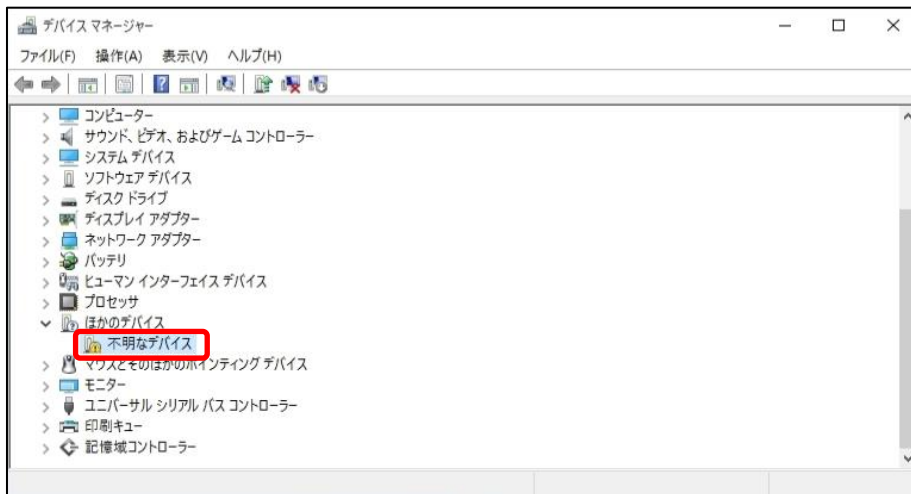 デバイス マネージャー
ファイル(F) 操作(A) 表示(V) ヘルプ(H)
コンピューター
サウンド、ビデオ、およびゲーム コントローラー
システム デバイス
ソフトウェア デバイス
ディスク ドライブ
ディスプレイ アダプター
ネットワーク アダプター
バッテリ
ヒューマン インターフェイス デバイス
プロセッサ
ほかのデバイス
不明なデバイス
マウスとそのほかのポインティング デバイス
モニター
ユニバーサル シリアル バス コントローラー
印刷キュー
記憶域コントローラー